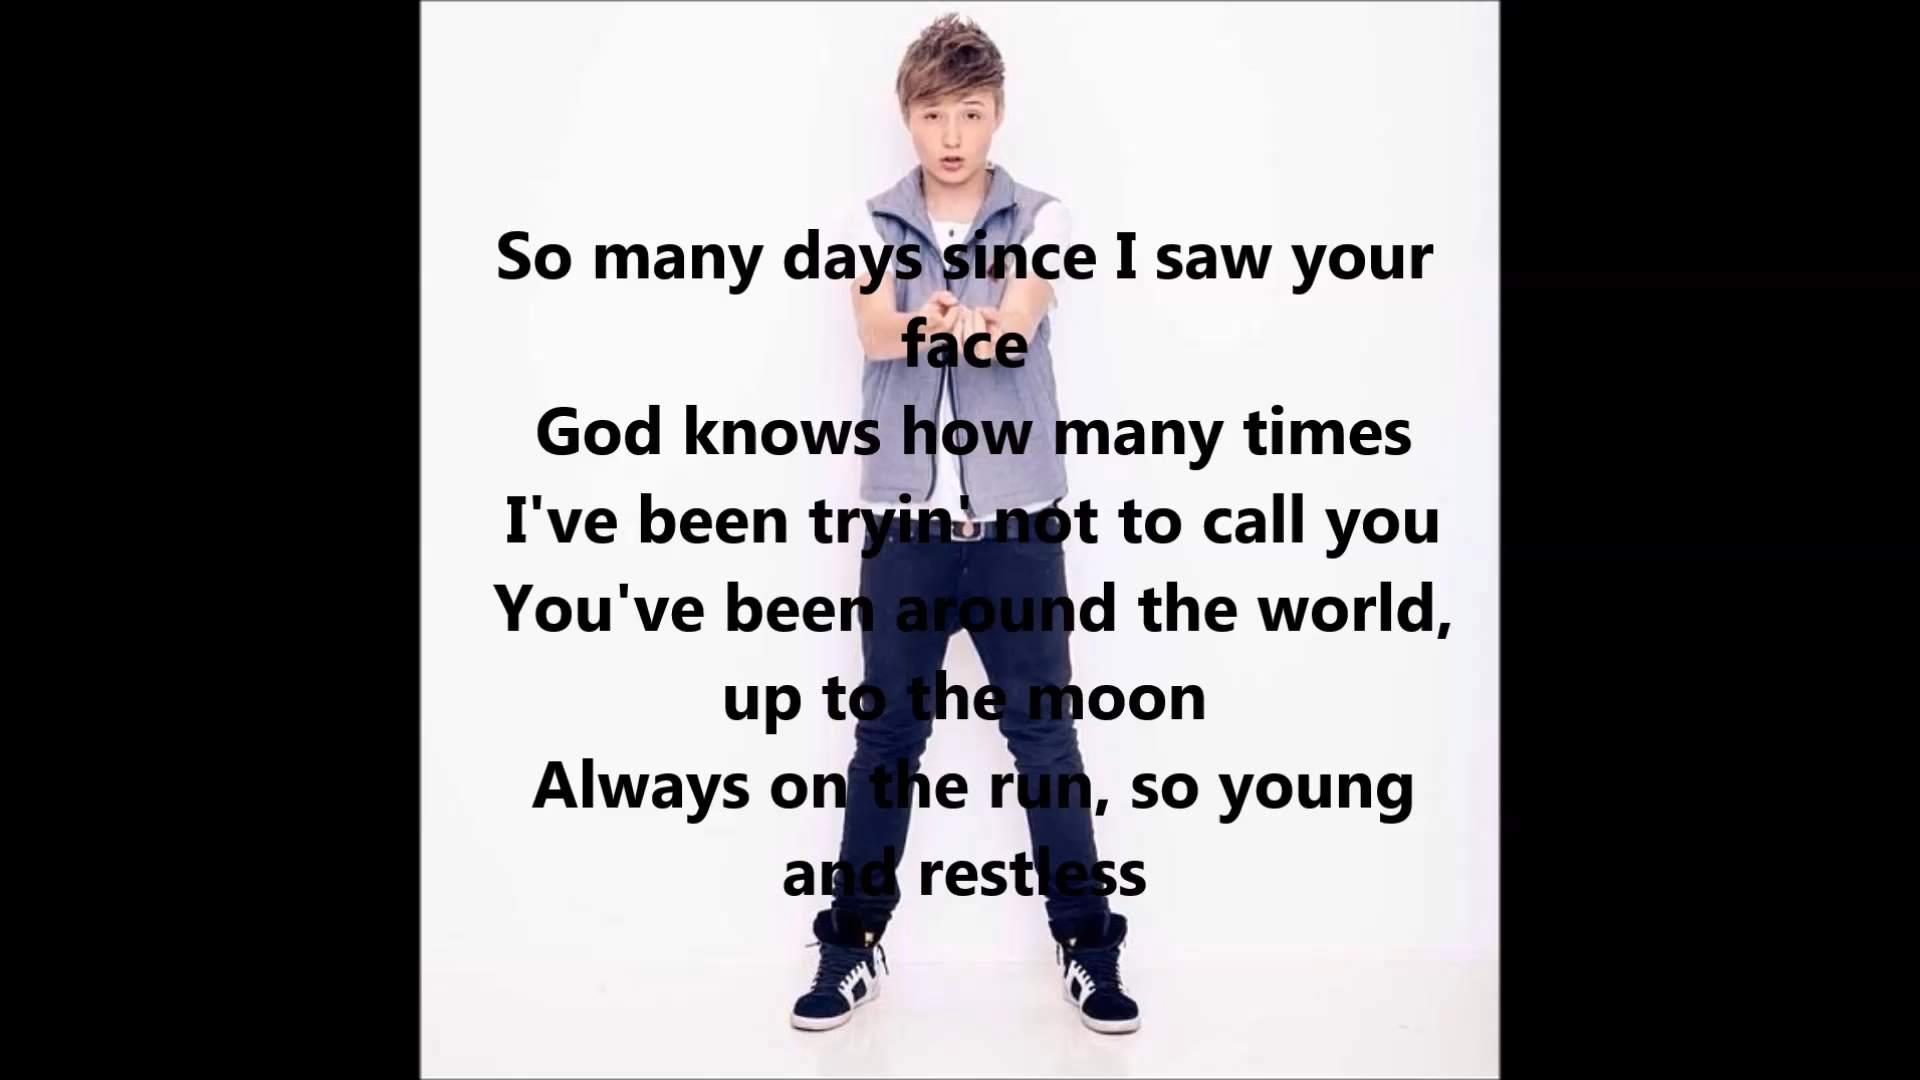 So many days since I saw your
face
God knows how many times
I've been tryin' not to call you
You've been around the world,
up to the moon
Always on the run, so young
and restless